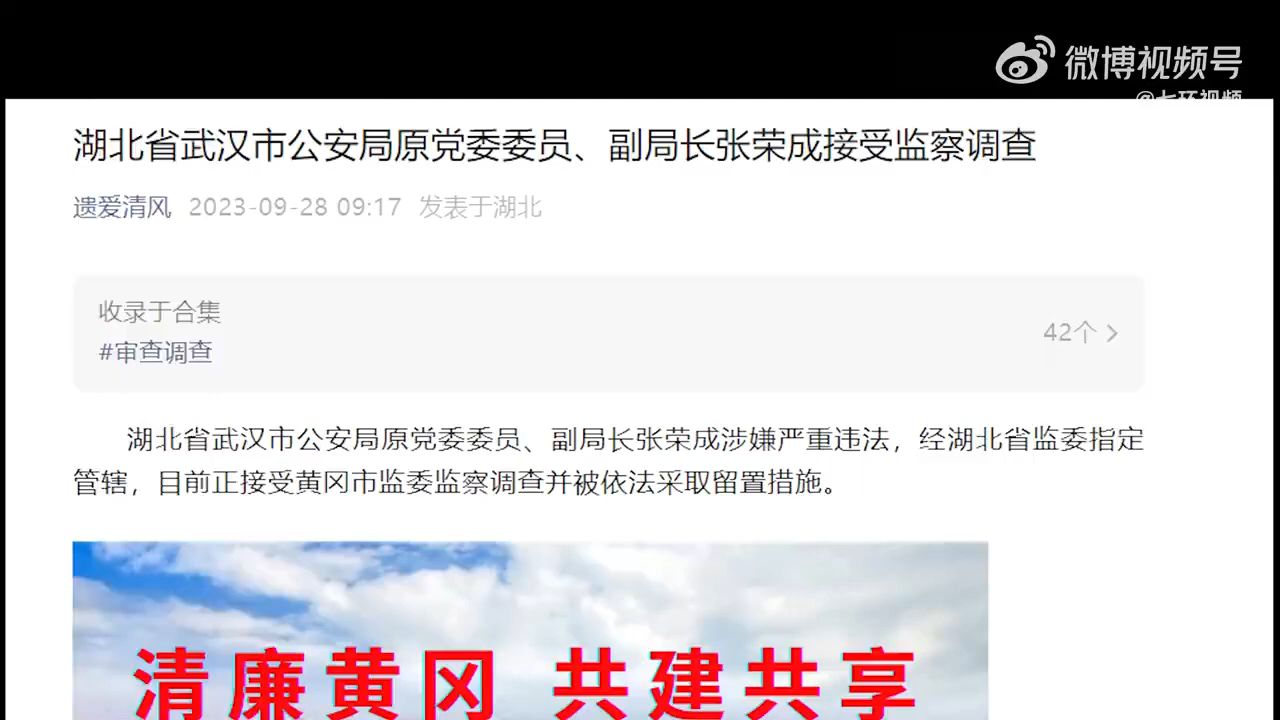 微博视频号
@七环视频
湖北省武汉市公安局原党委委员、副局长张荣成接受监察调查
遗爱清风 2023-09-28 09:17 发表于湖北
收录于合集
#审查调查
42个
湖北省武汉市公安局原党委委员、副局长张荣成涉嫌严重违法，经湖北省监委指定
管辖，目前正接受黄冈市监委监察调查并被依法采取留置措施。
清廉黄冈 共建共享